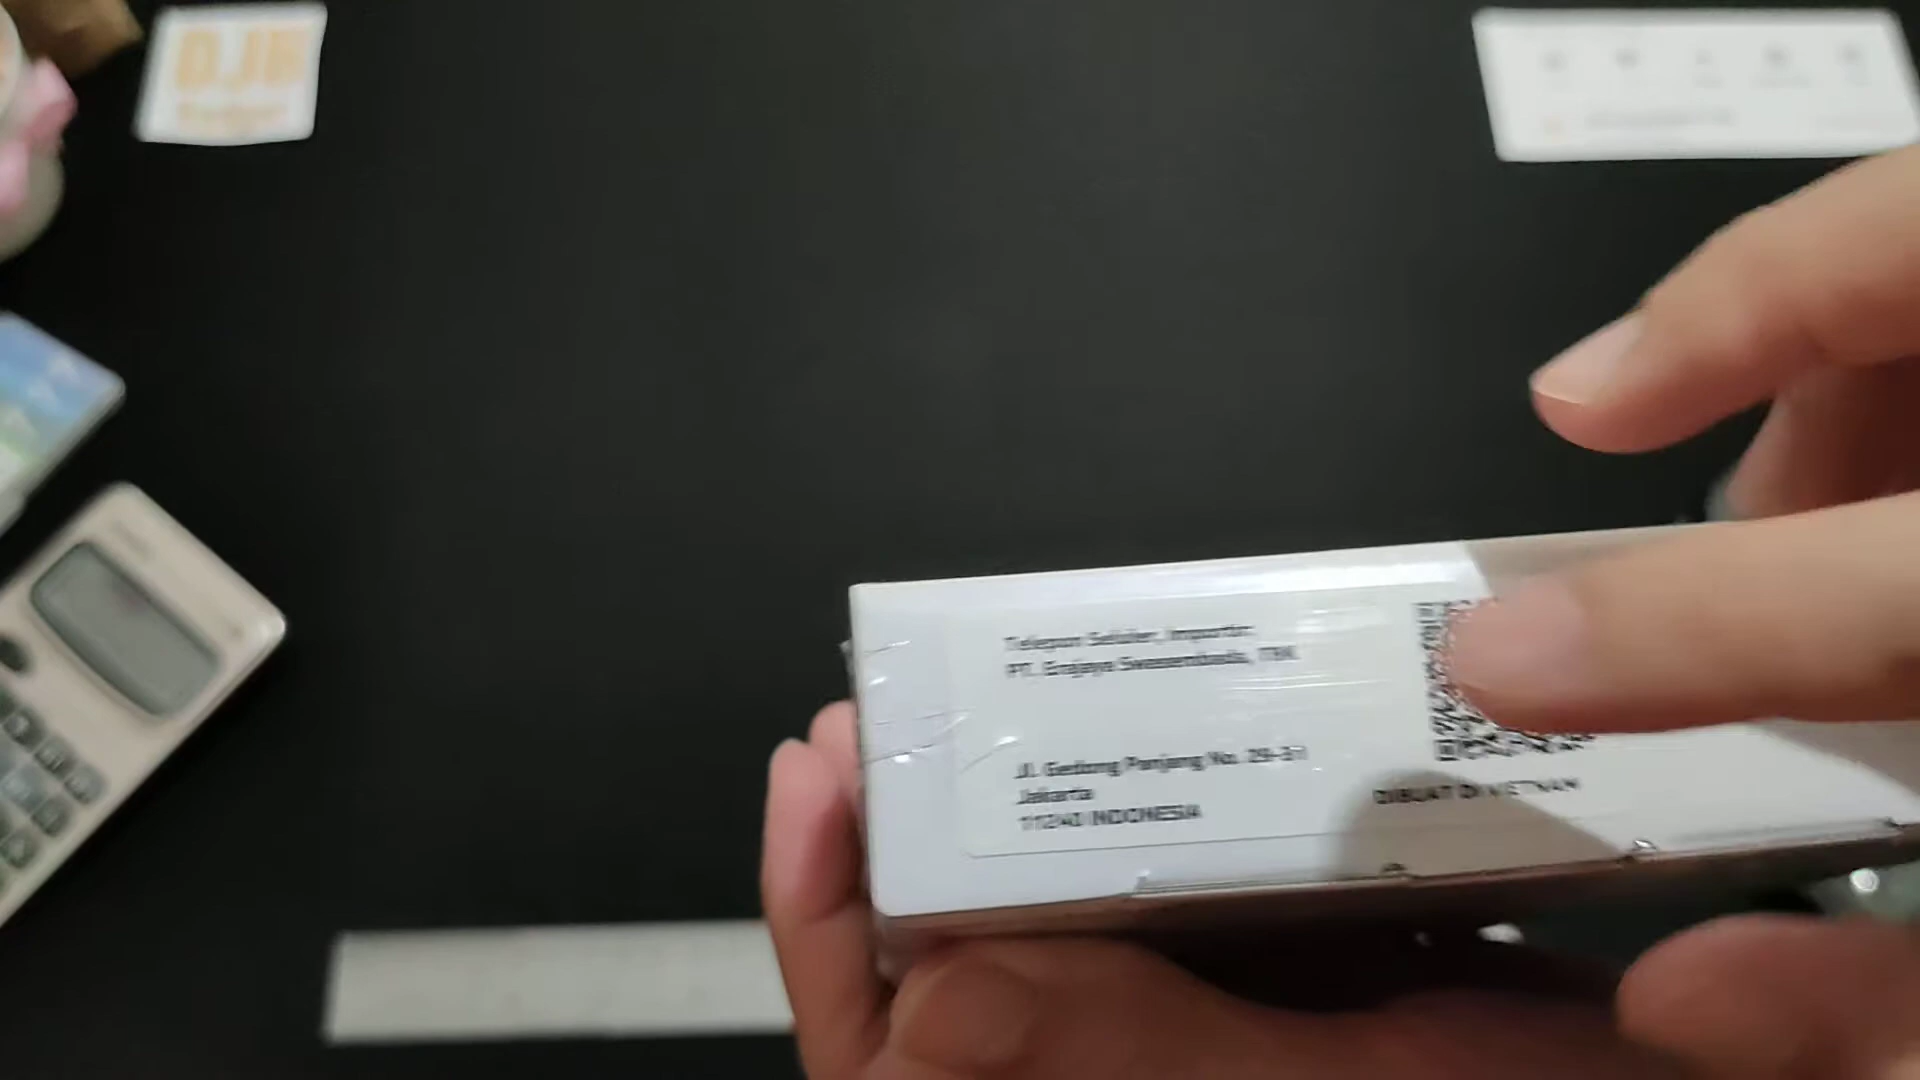 Telepon Seluler, Importir:
PT. Erajaya Swasembada, TBK
Jl. Gedong Panjang No. 29-31
Jakarta
11240 INDONESIA
DIBUAT DI VIETNAM